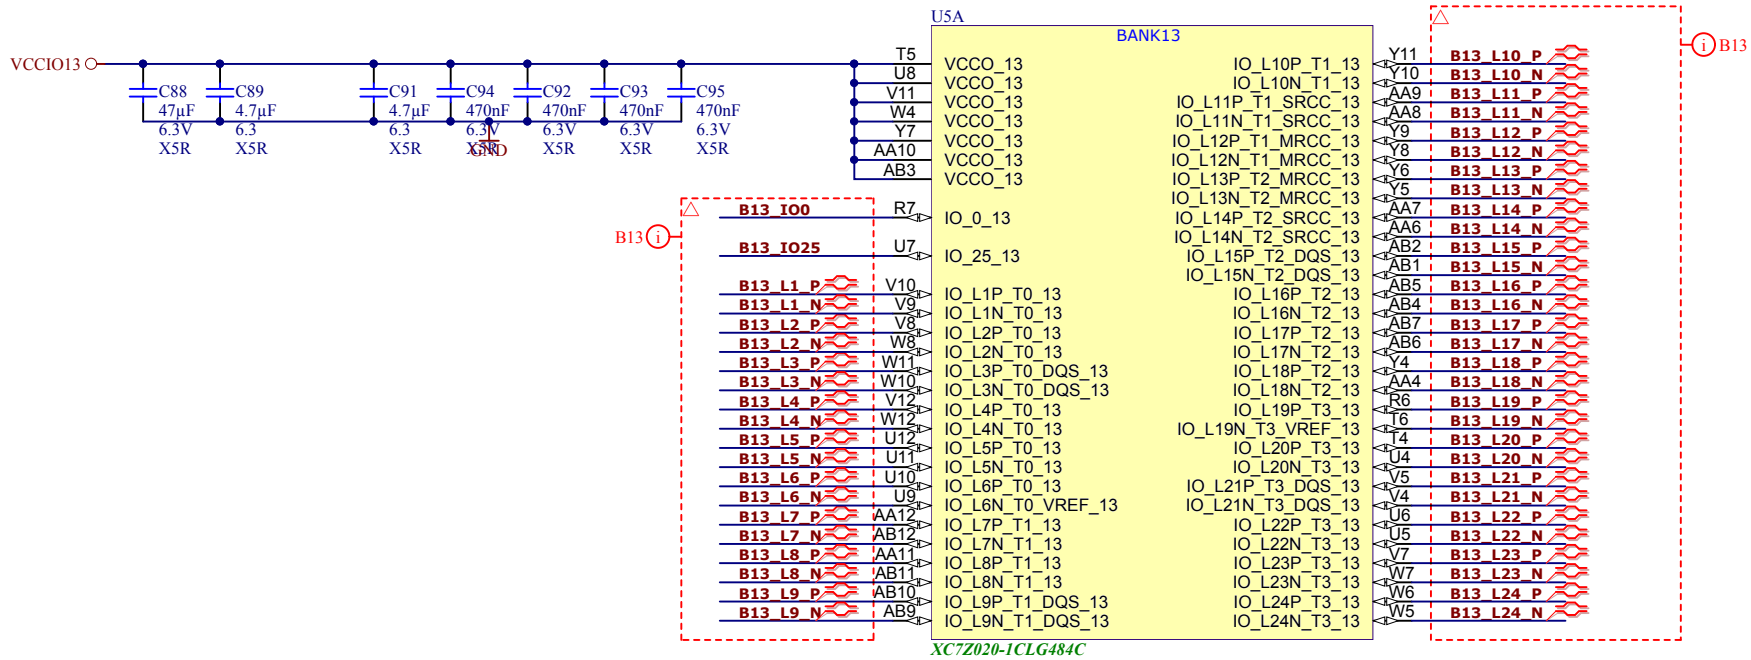 U5A
BANK13
VCCIO13
C88
47µF
6.3V
X5R
C89
4.7µF
6.3
X5R
C91
4.7µF
6.3
X5R
C94
470nF
6.3V
X5R
GND
C92
470nF
6.3V
X5R
C93
470nF
6.3V
X5R
C95
470nF
6.3V
X5R
T5 VCCO_13
U8 VCCO_13
V11 VCCO_13
W4 VCCO_13
Y7 VCCO_13
AA10 VCCO_13
AB3 VCCO_13
B13 i
B13_IO0 R7 IO_0_13
B13_IO25 U7 IO_25_13
B13_L1_P V10 IO_L1P_T0_13
B13_L1_N V9 IO_L1N_T0_13
B13_L2_P V8 IO_L2P_T0_13
B13_L2_N W8 IO_L2N_T0_13
B13_L3_P W11 IO_L3P_T0_DQS_13
B13_L3_N W10 IO_L3N_T0_DQS_13
B13_L4_P V12 IO_L4P_T0_13
B13_L4_N W12 IO_L4N_T0_13
B13_L5_P U12 IO_L5P_T0_13
B13_L5_N U11 IO_L5N_T0_13
B13_L6_P U10 IO_L6P_T0_13
B13_L6_N U9 IO_L6N_T0_VREF_13
B13_L7_P AA12 IO_L7P_T1_13
B13_L7_N AB12 IO_L7N_T1_13
B13_L8_P AA11 IO_L8P_T1_13
B13_L8_N AB11 IO_L8N_T1_13
B13_L9_P AB10 IO_L9P_T1_DQS_13
B13_L9_N AB9 IO_L9N_T1_DQS_13
IO_L10P_T1_13 Y11 B13_L10_P
IO_L10N_T1_13 Y10 B13_L10_N
IO_L11P_T1_SRCC_13 AA9 B13_L11_P
IO_L11N_T1_SRCC_13 AA8 B13_L11_N
IO_L12P_T1_MRCC_13 Y9 B13_L12_P
IO_L12N_T1_MRCC_13 Y8 B13_L12_N
IO_L13P_T2_MRCC_13 Y6 B13_L13_P
IO_L13N_T2_MRCC_13 Y5 B13_L13_N
IO_L14P_T2_SRCC_13 AA7 B13_L14_P
IO_L14N_T2_SRCC_13 AA6 B13_L14_N
IO_L15P_T2_DQS_13 AB2 B13_L15_P
IO_L15N_T2_DQS_13 AB1 B13_L15_N
IO_L16P_T2_13 AB5 B13_L16_P
IO_L16N_T2_13 AB4 B13_L16_N
IO_L17P_T2_13 AB7 B13_L17_P
IO_L17N_T2_13 AB6 B13_L17_N
IO_L18P_T2_13 Y4 B13_L18_P
IO_L18N_T2_13 AA4 B13_L18_N
IO_L19P_T3_13 R6 B13_L19_P
IO_L19N_T3_VREF_13 T6 B13_L19_N
IO_L20P_T3_13 T4 B13_L20_P
IO_L20N_T3_13 U4 B13_L20_N
IO_L21P_T3_DQS_13 V5 B13_L21_P
IO_L21N_T3_DQS_13 V4 B13_L21_N
IO_L22P_T3_13 U6 B13_L22_P
IO_L22N_T3_13 U5 B13_L22_N
IO_L23P_T3_13 V7 B13_L23_P
IO_L23N_T3_13 W7 B13_L23_N
IO_L24P_T3_13 W6 B13_L24_P
IO_L24N_T3_13 W5 B13_L24_N
i B13
XC7Z020-1CLG484C